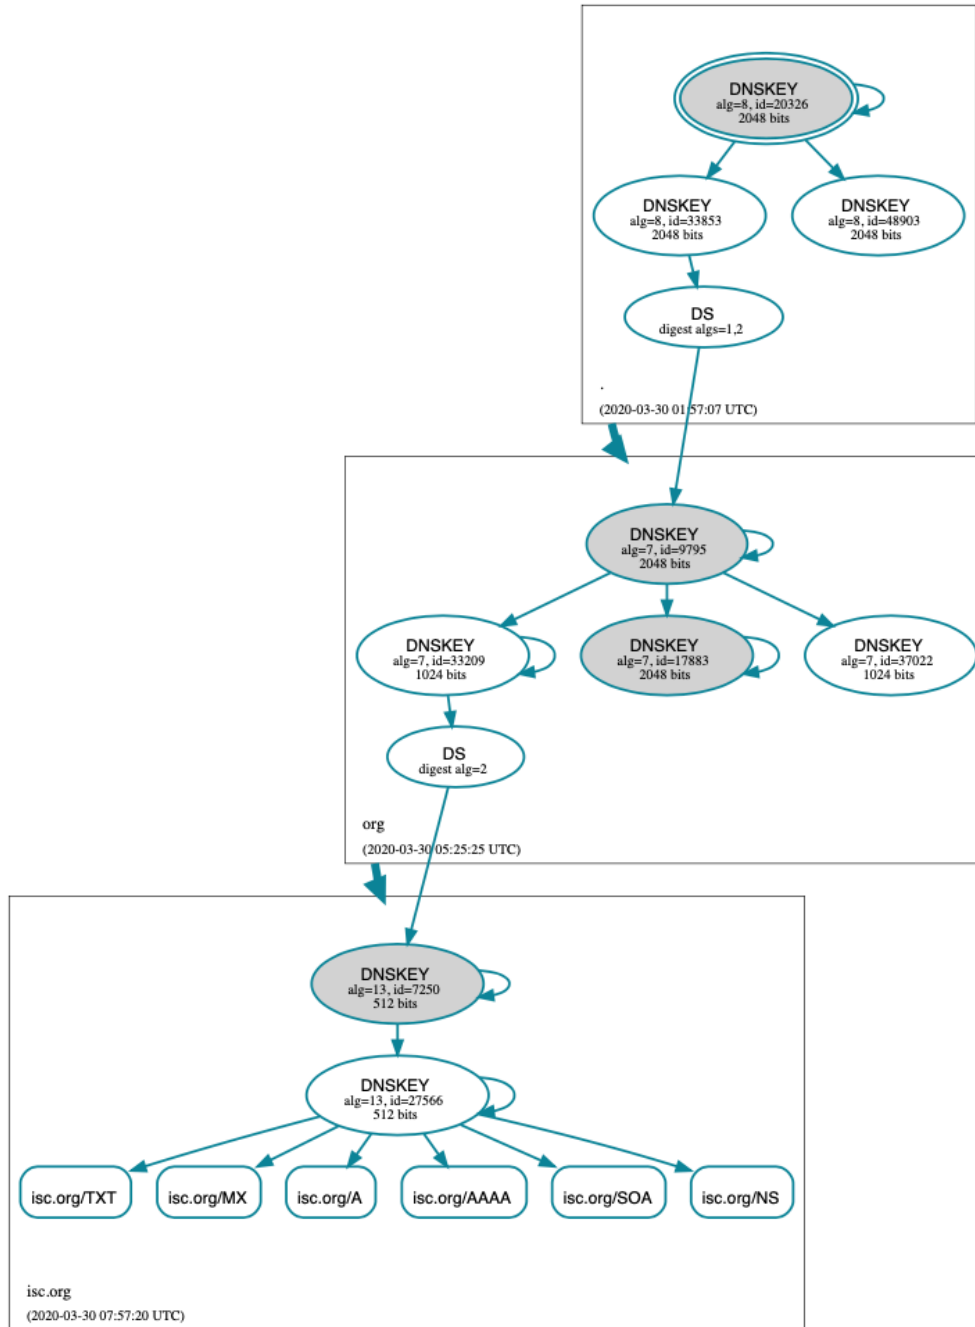 DNSKEY
alg=8, id=20326
2048 bits
DNSKEY
alg=8, id=33853
2048 bits
DNSKEY
alg=8, id=48903
2048 bits
DS
digest algs=1,2
.
(2020-03-30 01:57:07 UTC)
DNSKEY
alg=7, id=9795
2048 bits
DNSKEY
alg=7, id=33209
1024 bits
DNSKEY
alg=7, id=17883
2048 bits
DNSKEY
alg=7, id=37022
1024 bits
DS
digest alg=2
org
(2020-03-30 05:25:25 UTC)
DNSKEY
alg=13, id=7250
512 bits
DNSKEY
alg=13, id=27566
512 bits
isc.org/TXT
isc.org/MX
isc.org/A
isc.org/AAAA
isc.org/SOA
isc.org/NS
isc.org
(2020-03-30 07:57:20 UTC)